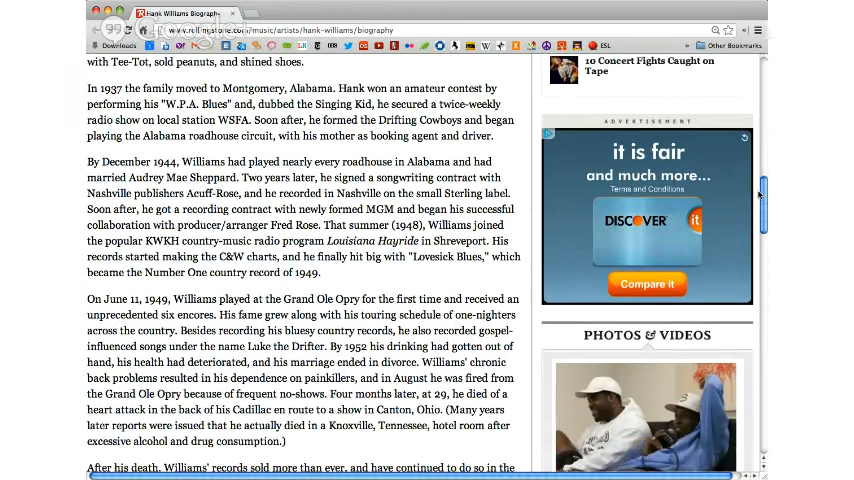 Hank Williams Biography
www.rollingstone.com/music/artists/hank-williams/biography
Downloads
ESL
Other Bookmarks
with Tee-Tot, sold peanuts, and shined shoes.
In 1937 the family moved to Montgomery, Alabama. Hank won an amateur contest by
performing his "W.P.A. Blues" and, dubbed the Singing Kid, he secured a twice-weekly
radio show on local station WSFA. Soon after, he formed the Drifting Cowboys and began
playing the Alabama roadhouse circuit, with his mother as booking agent and driver.
By December 1944, Williams had played nearly every roadhouse in Alabama and had
married Audrey Mae Sheppard. Two years later, he signed a songwriting contract with
Nashville publishers Acuff-Rose, and he recorded in Nashville on the small Sterling label.
Soon after, he got a recording contract with newly formed MGM and began his successful
collaboration with producer/arranger Fred Rose. That summer (1948), Williams joined
the popular KWKH country-music radio program Louisiana Hayride in Shreveport. His
records started making the C&W charts, and he finally hit big with "Lovesick Blues," which
became the Number One country record of 1949.
On June 11, 1949, Williams played at the Grand Ole Opry for the first time and received an
unprecedented six encores. His fame grew along with his touring schedule of one-nighters
across the country. Besides recording his bluesy country records, he also recorded gospel-
influenced songs under the name Luke the Drifter. By 1952 his drinking had gotten out of
hand, his health had deteriorated, and his marriage ended in divorce. Williams' chronic
back problems resulted in his dependence on painkillers, and in August he was fired from
the Grand Ole Opry because of frequent no-shows. Four months later, at 29, he died of a
heart attack in the back of his Cadillac en route to a show in Canton, Ohio. (Many years
later reports were issued that he actually died in a Knoxville, Tennessee, hotel room after
excessive alcohol and drug consumption.)
After his death, Williams' records sold more than ever, and have continued to do so in the
10 Concert Fights Caught on
Tape
ADVERTISEMENT
it is fair
and much more...
Terms and Conditions
DISCOVER it
Compare it
PHOTOS & VIDEOS